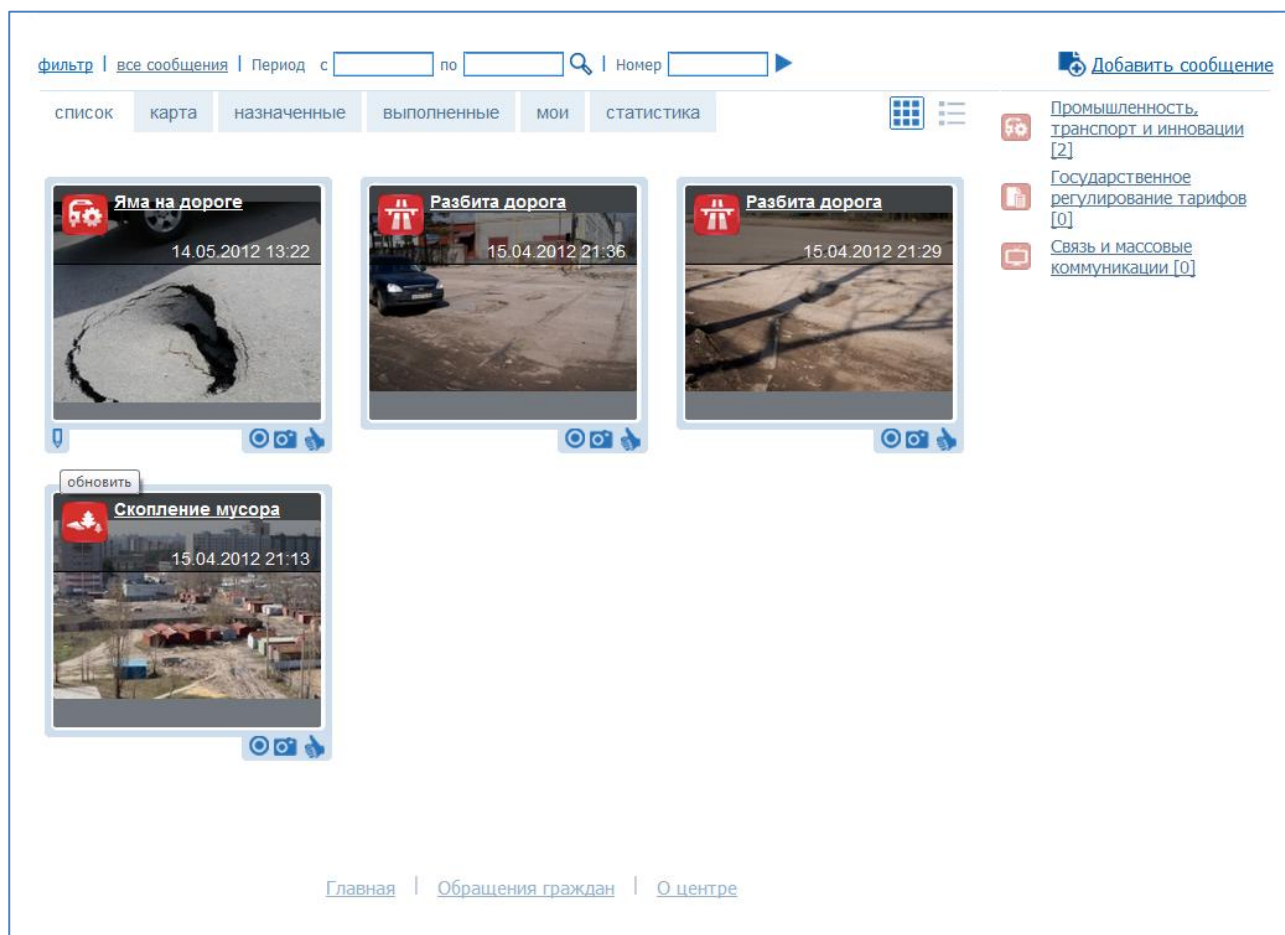 фильтр | все сообщения | Период с по | Номер
Добавить сообщение
список карта назначенные выполненные мои статистика
Промышленность,
транспорт и инновации
[2]
Государственное
регулирование тарифов
[0]
Связь и массовые
коммуникации [0]
Яма на дороге
14.05.2012 13:22
Разбита дорога
15.04.2012 21:36
Разбита дорога
15.04.2012 21:29
обновить
Скопление мусора
15.04.2012 21:13
Главная | Обращения граждан | О центре